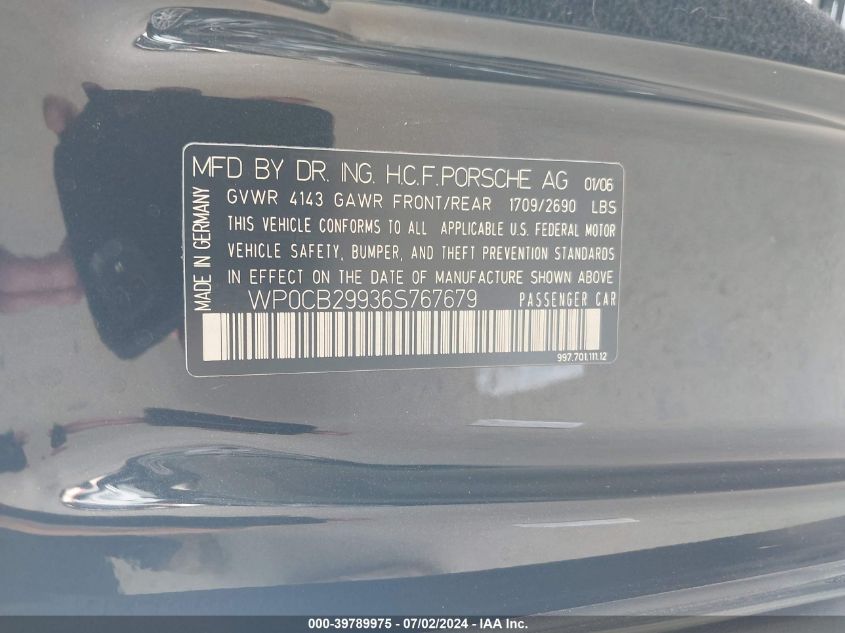 MFD BY DR. ING. H.C.F. PORSCHE AG 01/06
GVWR 4143 GAWR FRONT/REAR 1709/2690 LBS
THIS VEHICLE CONFORMS TO ALL APPLICABLE U.S. FEDERAL MOTOR
VEHICLE SAFETY, BUMPER, AND THEFT PREVENTION STANDARDS
IN EFFECT ON THE DATE OF MANUFACTURE SHOWN ABOVE
WP0CB29936S767679 PASSENGER CAR
MADE IN GERMANY
997.701.111.12
000-39789975 / 07/02/2024 / IAA Inc.